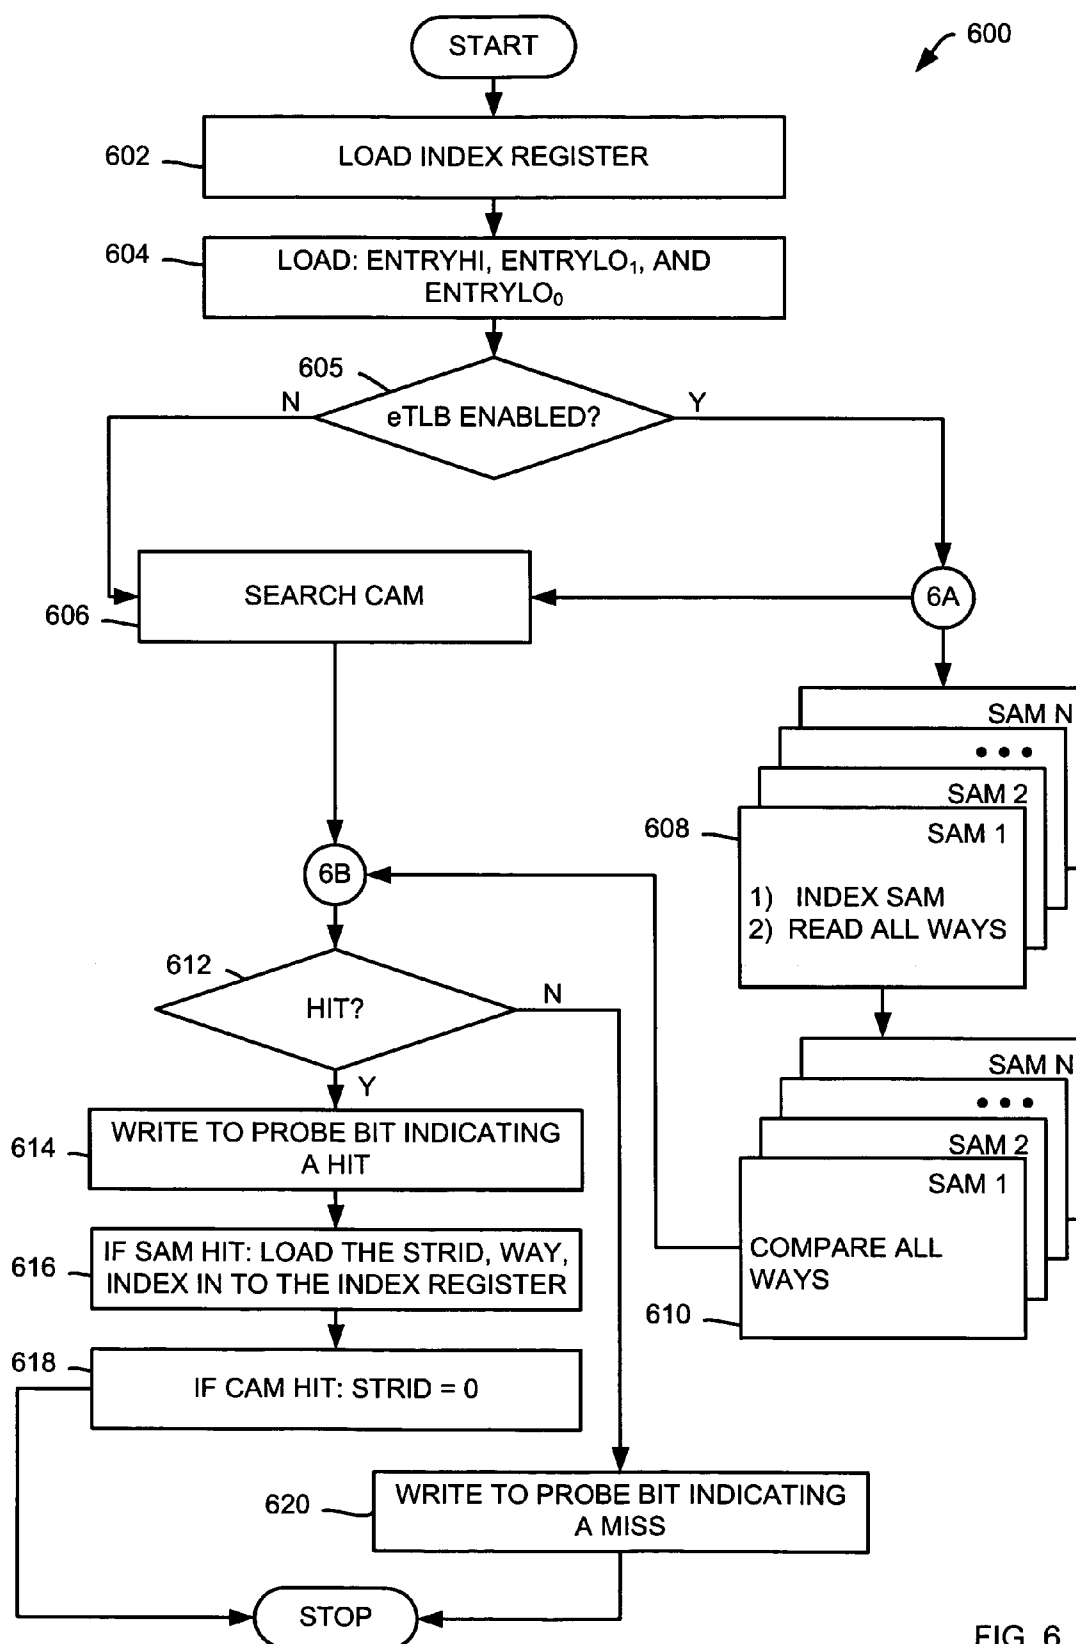 START
600
602
LOAD INDEX REGISTER
604
LOAD: ENTRYHI, ENTRYLO₁, AND
ENTRYLO₀
605
N
eTLB ENABLED?
Y
SEARCH CAM
606
6A
SAM N
• • •
SAM 2
608
SAM 1
1) INDEX SAM
2) READ ALL WAYS
6B
612
HIT?
N
Y
SAM N
• • •
SAM 2
SAM 1
COMPARE ALL
WAYS
610
614
WRITE TO PROBE BIT INDICATING
A HIT
616
IF SAM HIT: LOAD THE STRID, WAY,
INDEX IN TO THE INDEX REGISTER
618
IF CAM HIT: STRID = 0
620
WRITE TO PROBE BIT INDICATING
A MISS
STOP
FIG. 6